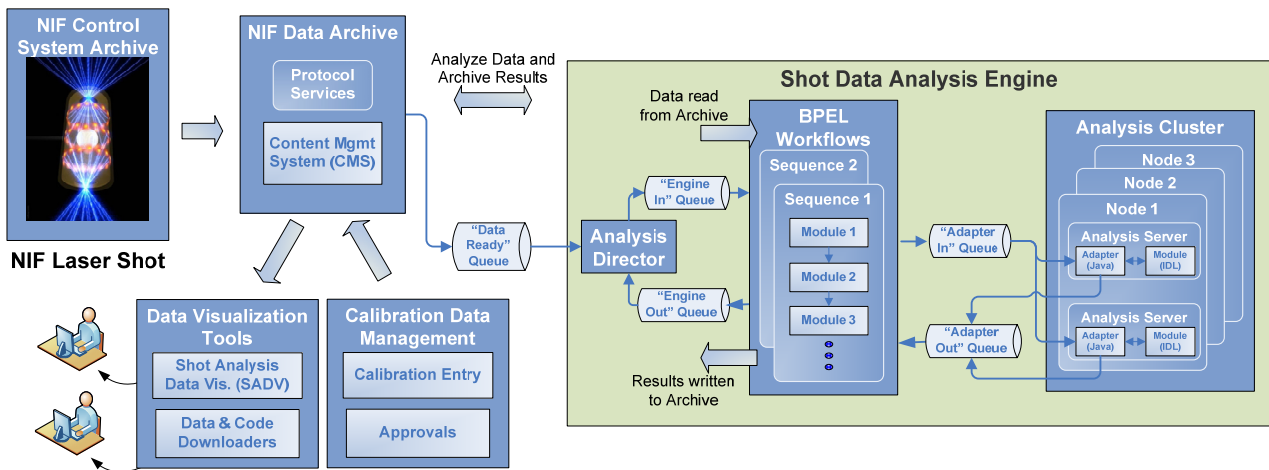 NIF Control
System Archive
NIF Laser Shot
NIF Data Archive
Protocol
Services
Content Mgmt
System (CMS)
Analyze Data and
Archive Results
"Data
Ready"
Queue
Data Visualization
Tools
Shot Analysis
Data Vis. (SADV)
Data & Code
Downloaders
Calibration Data
Management
Calibration Entry
Approvals
Shot Data Analysis Engine
Data read
from Archive
Analysis
Director
"Engine
In" Queue
"Engine
Out" Queue
Results written
to Archive
BPEL
Workflows
Sequence 2
Sequence 1
Module 1
Module 2
Module 3
"Adapter
In" Queue
"Adapter
Out" Queue
Analysis Cluster
Node 3
Node 2
Node 1
Analysis Server
Adapter
(Java)
Module
(IDL)
Analysis Server
Adapter
(Java)
Module
(IDL)